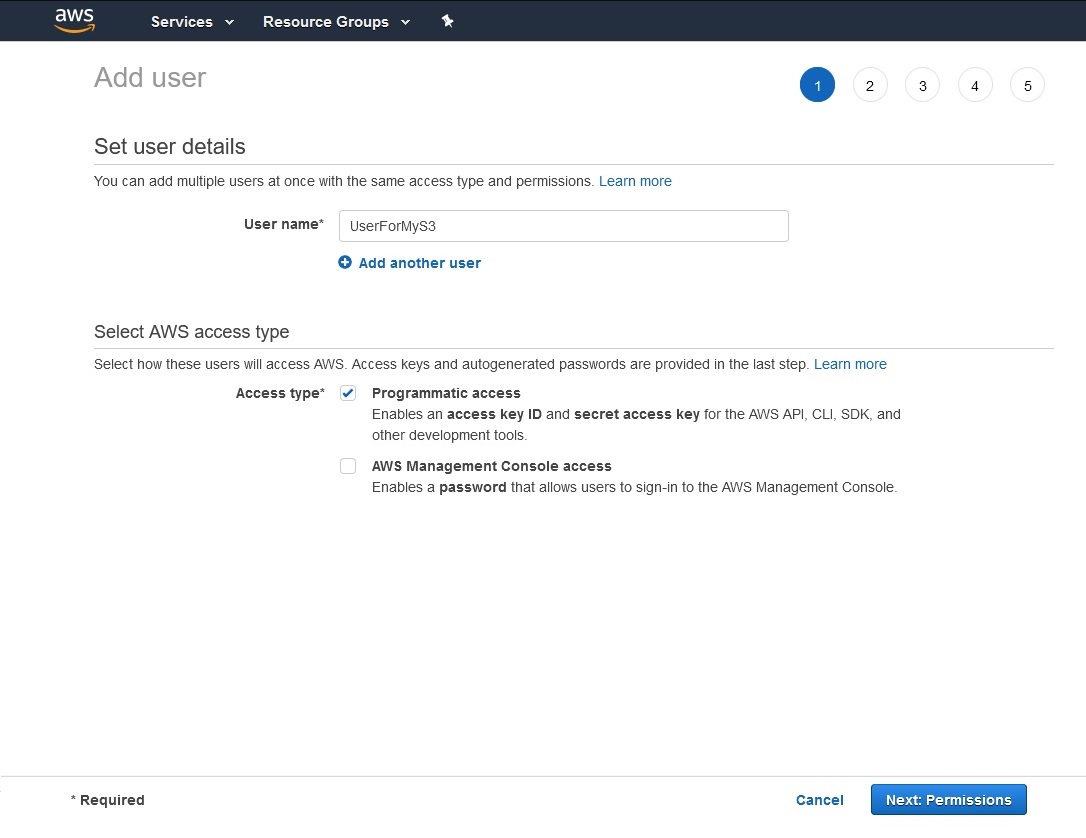 aws Services Resource Groups
Add user 1 2 3 4 5
Set user details
You can add multiple users at once with the same access type and permissions. Learn more
User name* UserForMyS3
Add another user
Select AWS access type
Select how these users will access AWS. Access keys and autogenerated passwords are provided in the last step. Learn more
Access type* Programmatic access
Enables an access key ID and secret access key for the AWS API, CLI, SDK, and
other development tools.
AWS Management Console access
Enables a password that allows users to sign-in to the AWS Management Console.
* Required Cancel Next: Permissions